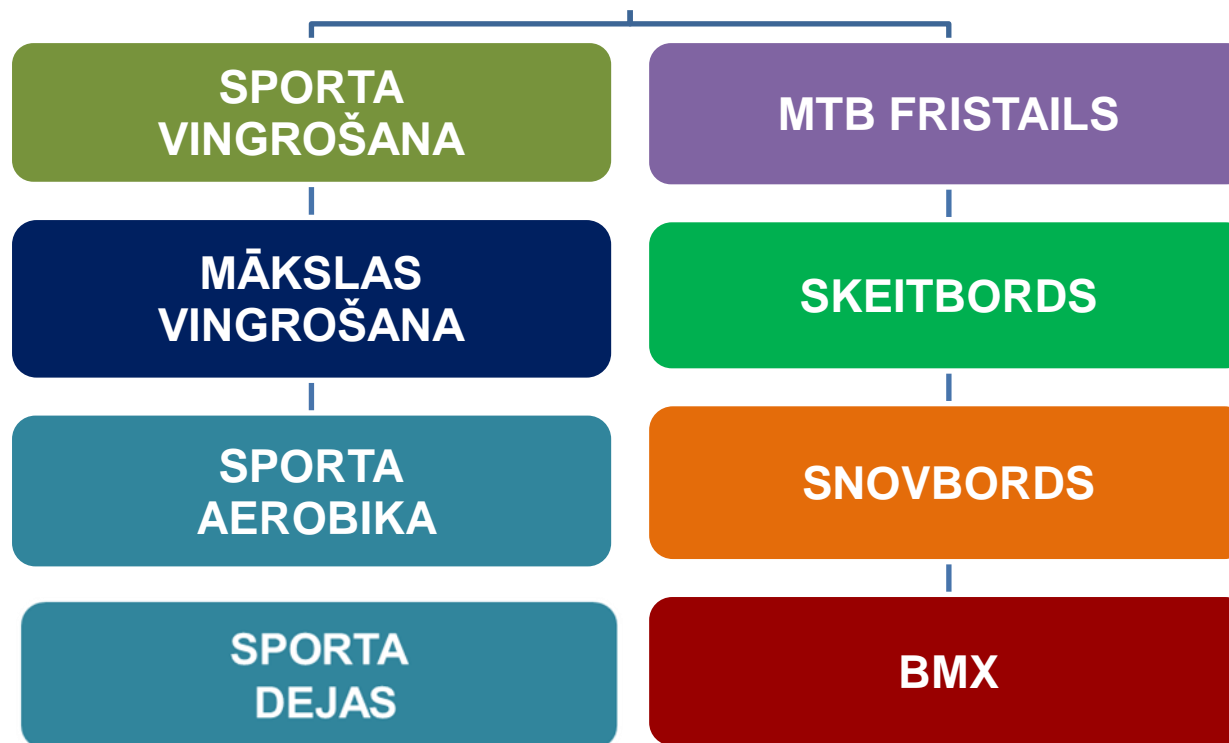 SPORTA
VINGROŠANA
MĀKSLAS
VINGROŠANA
SPORTA
AEROBIKA
SPORTA
DEJAS
MTB FRISTAILS
SKEITBORDS
SNOVBORDS
BMX